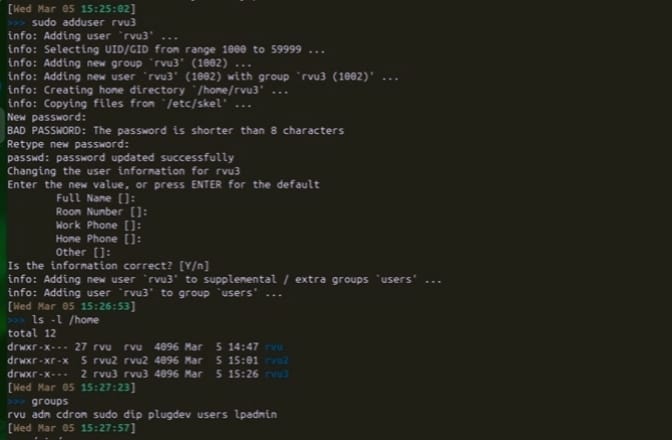 [Wed Mar 05 15:25:02]
>>> sudo adduser rvu3
info: Adding user `rvu3' ...
info: Selecting UID/GID from range 1000 to 59999 ...
info: Adding new group `rvu3' (1002) ...
info: Adding new user `rvu3' (1002) with group `rvu3 (1002)' ...
info: Creating home directory `/home/rvu3' ...
info: Copying files from `/etc/skel' ...
New password:
BAD PASSWORD: The password is shorter than 8 characters
Retype new password:
passwd: password updated successfully
Changing the user information for rvu3
Enter the new value, or press ENTER for the default
Full Name []:
Room Number []:
Work Phone []:
Home Phone []:
Other []:
Is the information correct? [Y/n]
info: Adding new user `rvu3' to supplemental / extra groups `users' ...
info: Adding user `rvu3' to group `users' ...
[Wed Mar 05 15:26:53]
>>> ls -l /home
total 12
drwxr-x--- 27 rvu rvu 4096 Mar 5 14:47 rvu
drwxr-xr-x 5 rvu2 rvu2 4096 Mar 5 15:01 rvu2
drwxr-x--- 2 rvu3 rvu3 4096 Mar 5 15:26 rvu3
[Wed Mar 05 15:27:23]
>>> groups
rvu adm cdrom sudo dip plugdev users lpadmin
[Wed Mar 05 15:27:57]